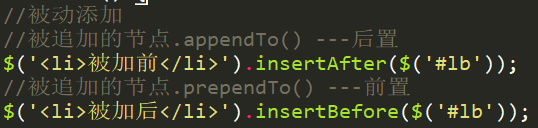 //被动添加
//被追加的节点.appendTo() ---后置
$('<li>被加前</li>').insertAfter($('#lb'));
//被追加的节点.prependTo() ---前置
$('<li>被加后</li>').insertBefore($('#lb'));